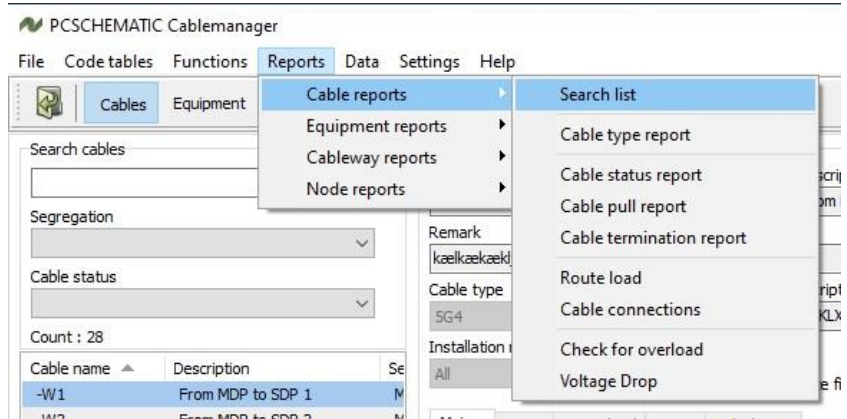 PCSCHEMATIC Cablemanager
File Code tables Functions Reports Data Settings Help
Cables Equipment
Cable reports
Equipment reports
Cableway reports
Node reports
Search list
Cable type report
Cable status report
Cable pull report
Cable termination report
Route load
Cable connections
Check for overload
Voltage Drop
Search cables
Segregation
Cable status
Count : 28
Cable name Description
-W1 From MDP to SDP 1
Remark
Cable type
5G4
Installation
All